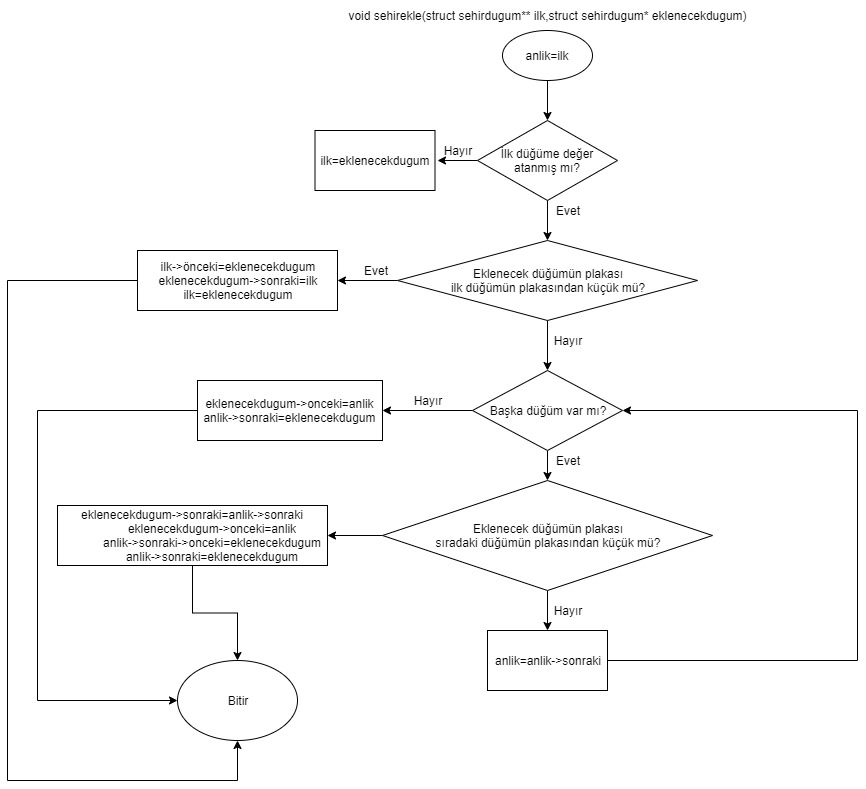 void sehirekle(struct sehirdugum** ilk,struct sehirdugum* eklenecekdugum)
anlik=ilk
İlk düğüme değer
atanmış mı?
Hayır
ilk=eklenecekdugum
Evet
Eklenecek düğümün plakası
ilk düğümün plakasından küçük mü?
Evet
ilk->önceki=eklenecekdugum
eklenecekdugum->sonraki=ilk
ilk=eklenecekdugum
Hayır
Başka düğüm var mı?
Hayır
eklenecekdugum->onceki=anlik
anlik->sonraki=eklenecekdugum
Evet
Eklenecek düğümün plakası
sıradaki düğümün plakasından küçük mü?
eklenecekdugum->sonraki=anlik->sonraki
eklenecekdugum->onceki=anlik
anlik->sonraki->onceki=eklenecekdugum
anlik->sonraki=eklenecekdugum
Hayır
anlik=anlik->sonraki
Bitir